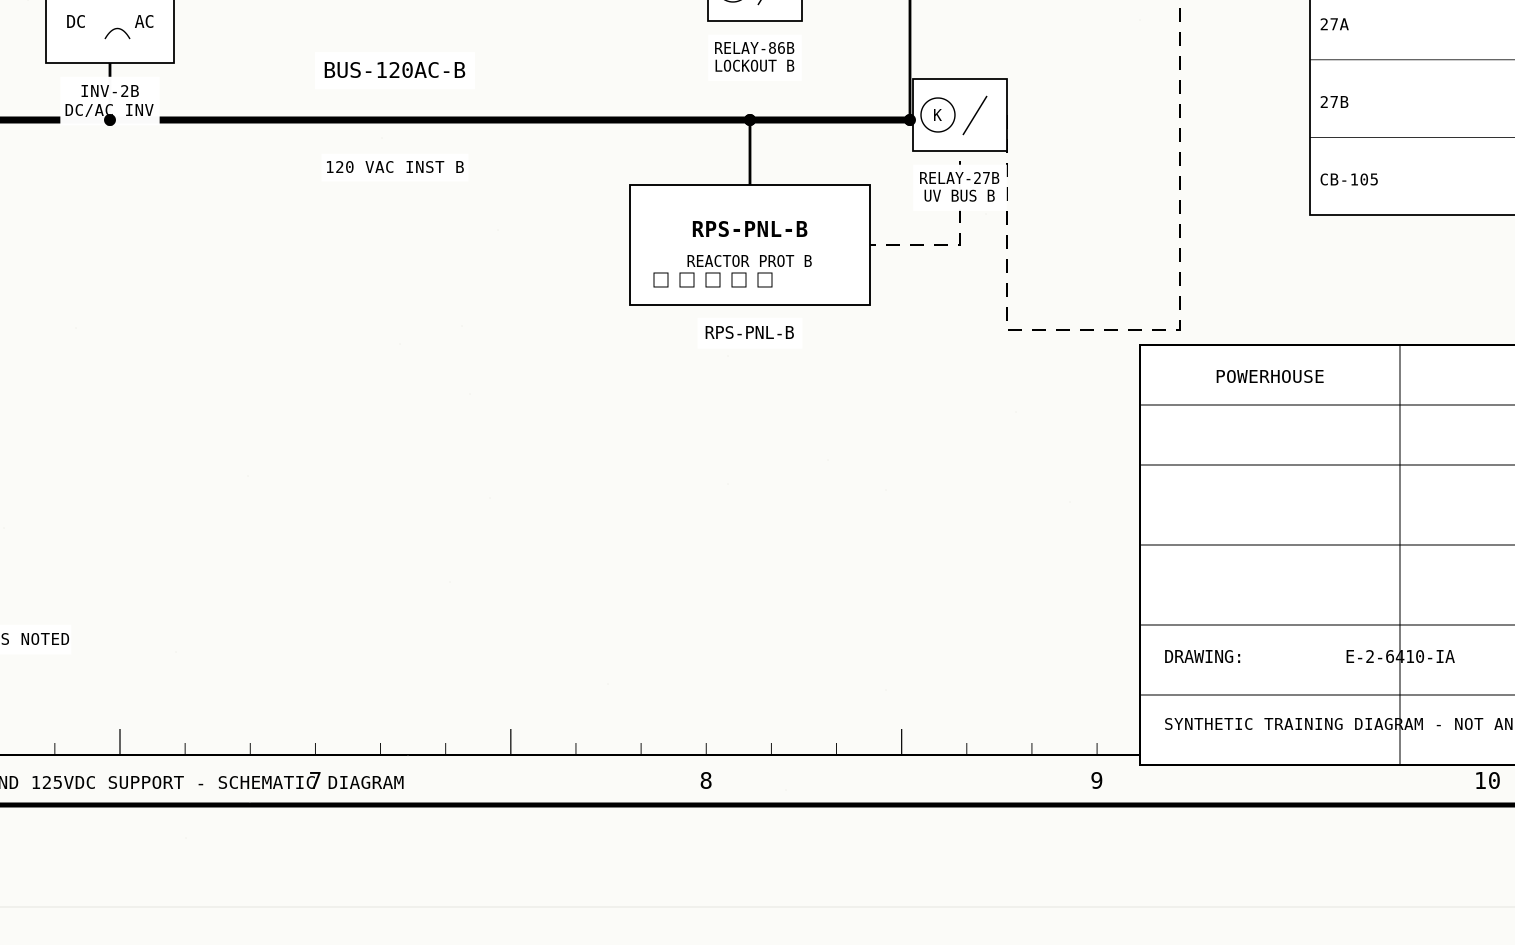 DC AC
INV-2B
DC/AC INV
BUS-120AC-B
120 VAC INST B
RELAY-86B
LOCKOUT B
K
RELAY-27B
UV BUS B
RPS-PNL-B
REACTOR PROT B
RPS-PNL-B
27A
27B
CB-105
POWERHOUSE
DRAWING: E-2-6410-IA
SYNTHETIC TRAINING DIAGRAM - NOT AN
S NOTED
ND 125VDC SUPPORT - SCHEMATIC DIAGRAM
7 8 9 10